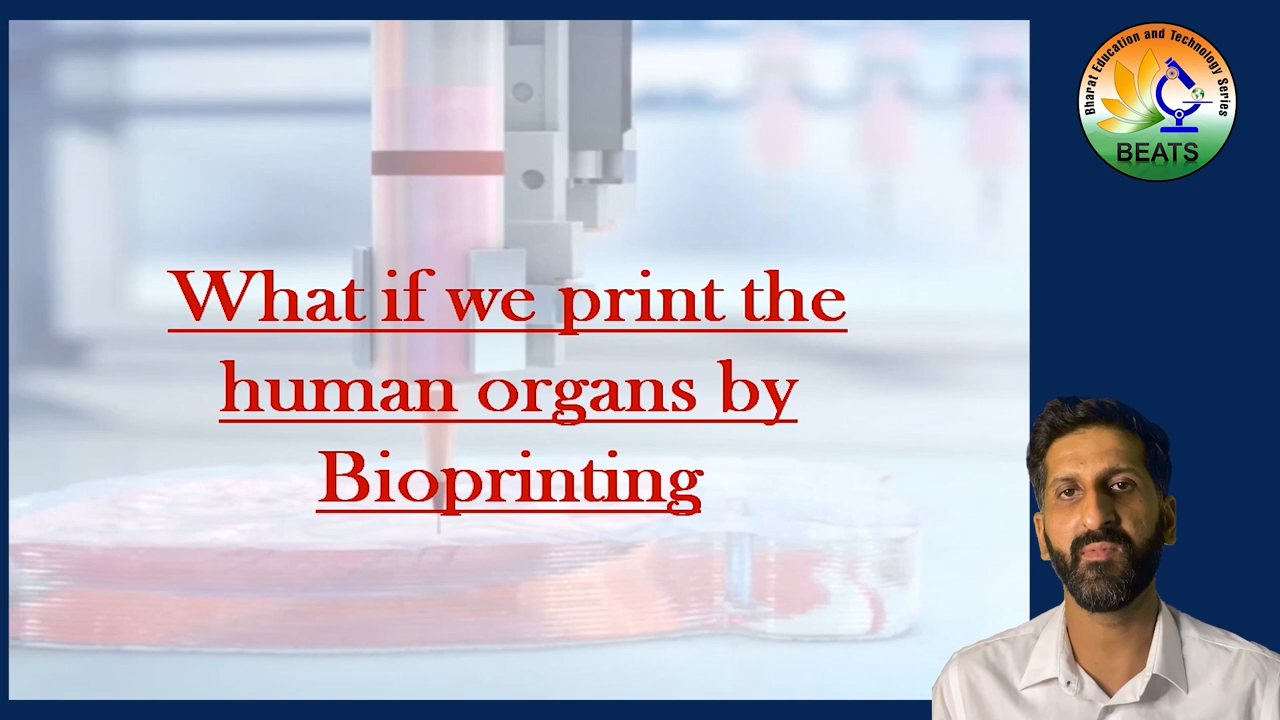 What if we print the
human organs by
Bioprinting
Bharat Education and Technology Series
BEATS